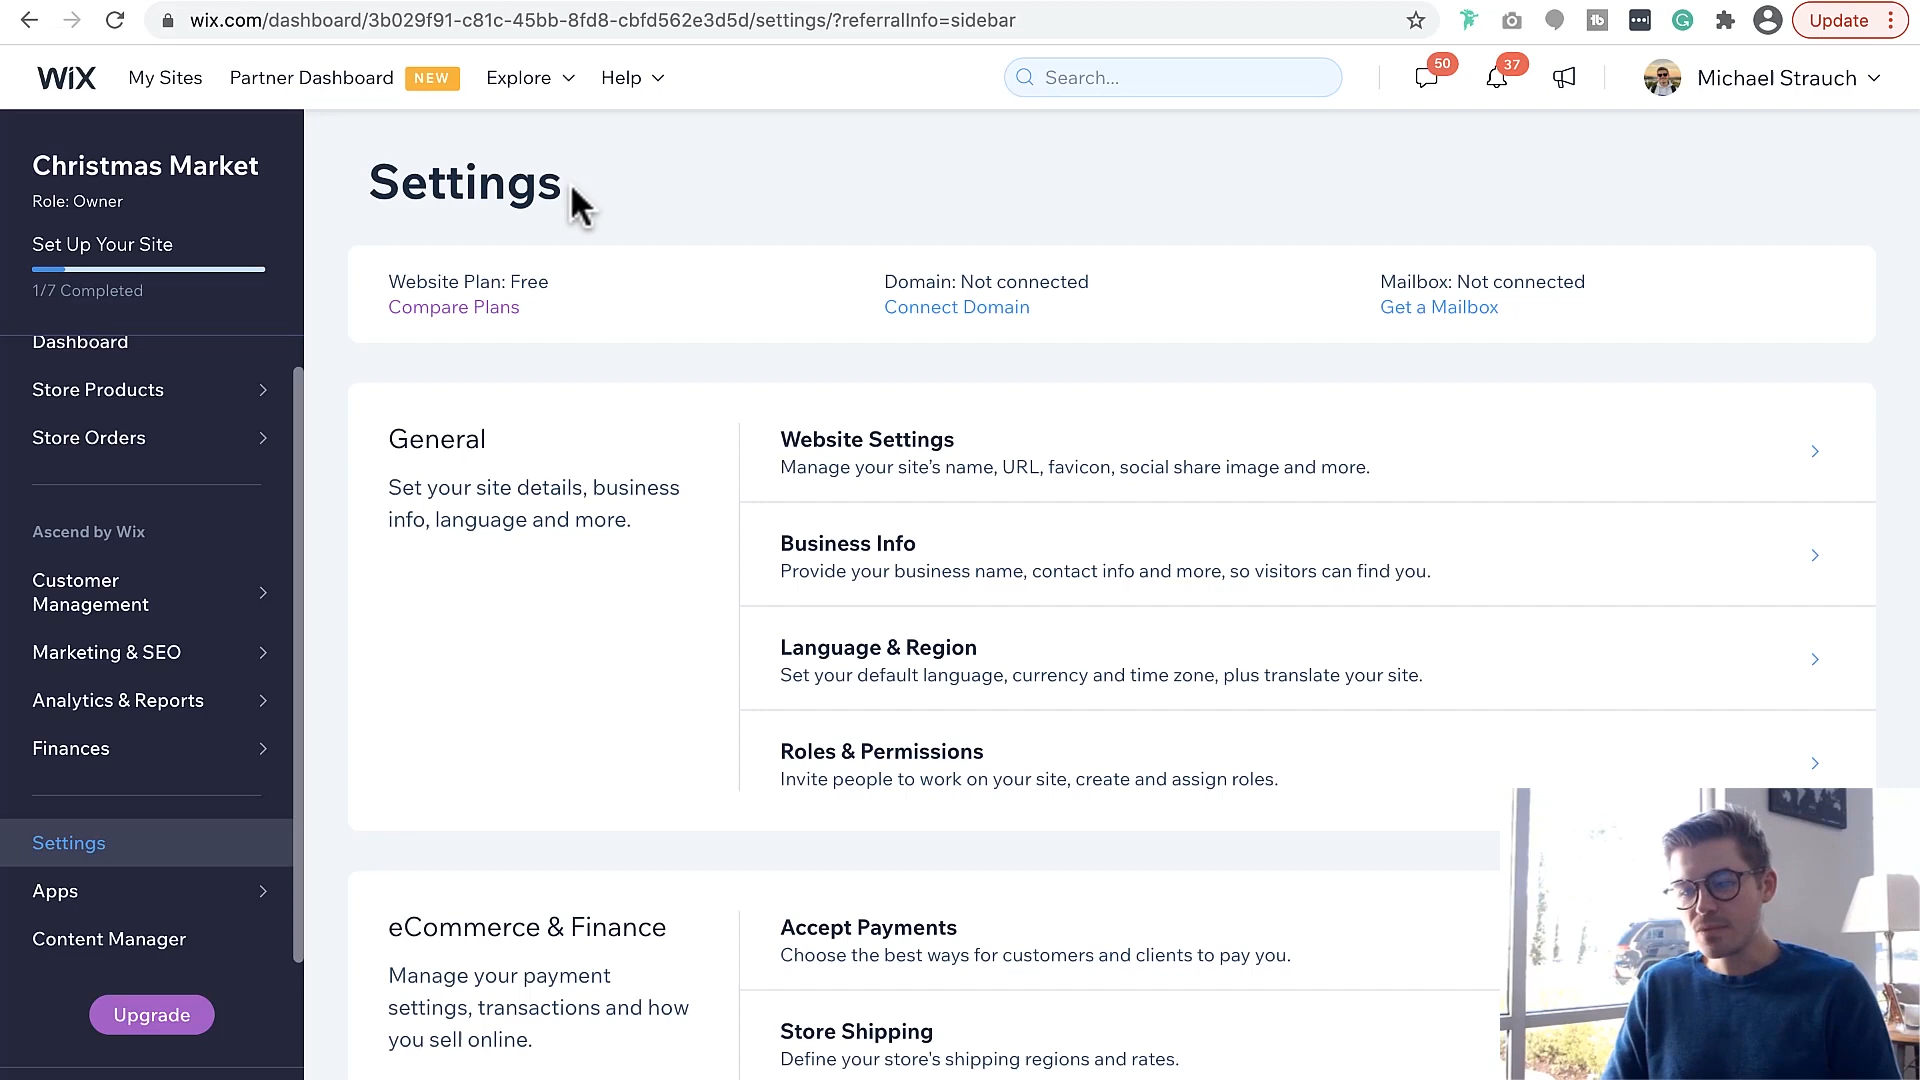 wix.com/dashboard/3b029f91-c81c-45bb-8fd8-cbfd562e3d5d/settings/?referralInfo=sidebar
Update
WiX My Sites Partner Dashboard NEW Explore Help Search... 50 37 Michael Strauch
Christmas Market
Role: Owner
Set Up Your Site
1/7 Completed
Dashboard
Store Products
Store Orders
Ascend by Wix
Customer
Management
Marketing & SEO
Analytics & Reports
Finances
Settings
Apps
Content Manager
Upgrade
Settings
Website Plan: Free
Compare Plans
Domain: Not connected
Connect Domain
Mailbox: Not connected
Get a Mailbox
General
Set your site details, business
info, language and more.
Website Settings
Manage your site's name, URL, favicon, social share image and more.
Business Info
Provide your business name, contact info and more, so visitors can find you.
Language & Region
Set your default language, currency and time zone, plus translate your site.
Roles & Permissions
Invite people to work on your site, create and assign roles.
eCommerce & Finance
Manage your payment
settings, transactions and how
you sell online.
Accept Payments
Choose the best ways for customers and clients to pay you.
Store Shipping
Define your store's shipping regions and rates.